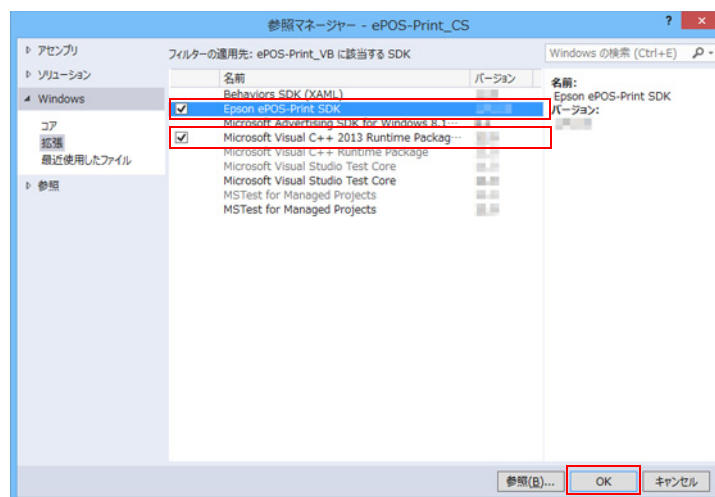 参照マネージャー - ePOS-Print_CS
? ×
アセンブリ
ソリューション
Windows
コア
拡張
最近使用したファイル
参照
フィルターの適用先: ePOS-Print_VB に該当する SDK
Windows の検索 (Ctrl+E)
名前 バージョン
Behaviors SDK (XAML)
Epson ePOS-Print SDK
Microsoft Advertising SDK for Windows 8.1…
Microsoft Visual C++ 2013 Runtime Packag…
Microsoft Visual C++ Runtime Package
Microsoft Visual Studio Test Core
Microsoft Visual Studio Test Core
MSTest for Managed Projects
MSTest for Managed Projects
名前:
Epson ePOS-Print SDK
バージョン:
参照(B)... OK キャンセル